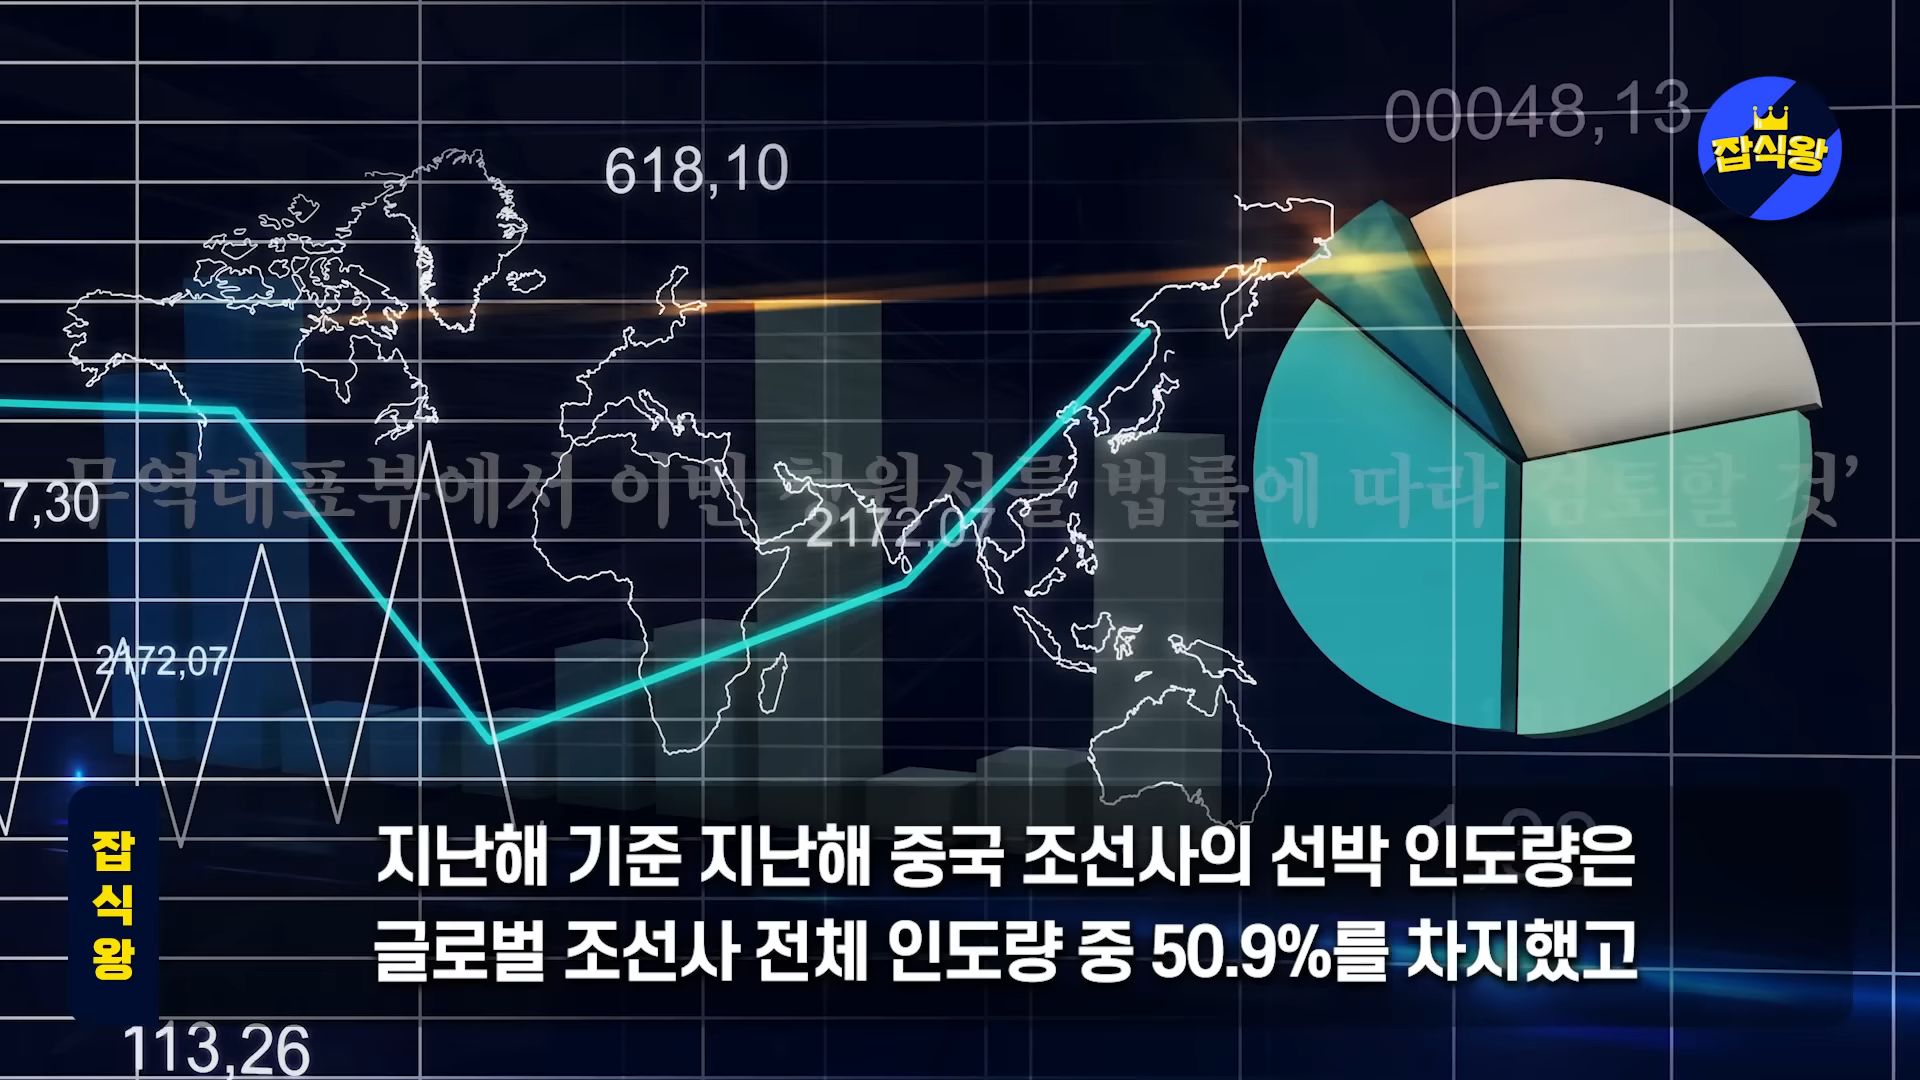 00048,13
잡식왕
618,10
무역대표부에서 이번 청원서를 법률에 따라 검토할 것’
7,30
2172,07
2172,07
잡식왕
지난해 기준 지난해 중국 조선사의 선박 인도량은
글로벌 조선사 전체 인도량 중 50.9%를 차지했고
113,26